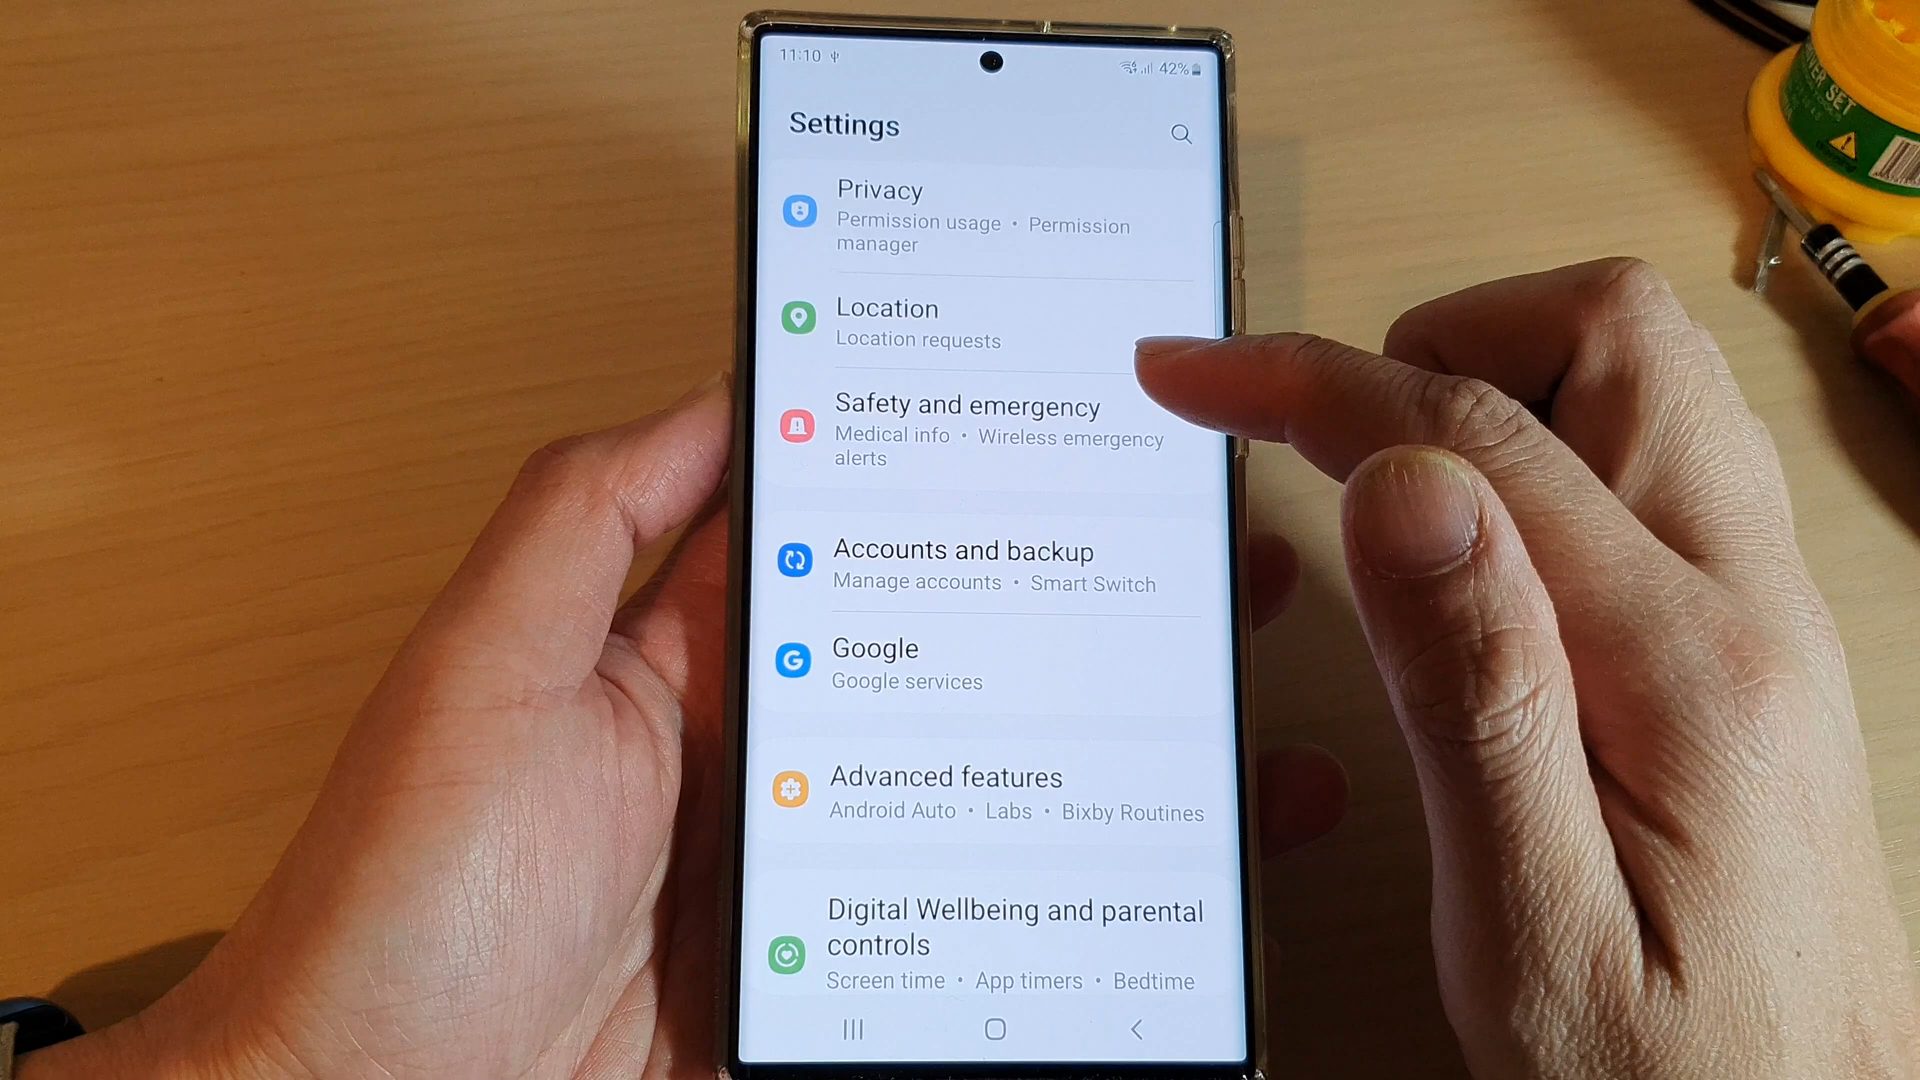 11:10
42%
Settings
Privacy
Permission usage • Permission
manager
Location
Location requests
Safety and emergency
Medical info • Wireless emergency
alerts
Accounts and backup
Manage accounts • Smart Switch
Google
Google services
Advanced features
Android Auto • Labs • Bixby Routines
Digital Wellbeing and parental
controls
Screen time • App timers • Bedtime
VER SET